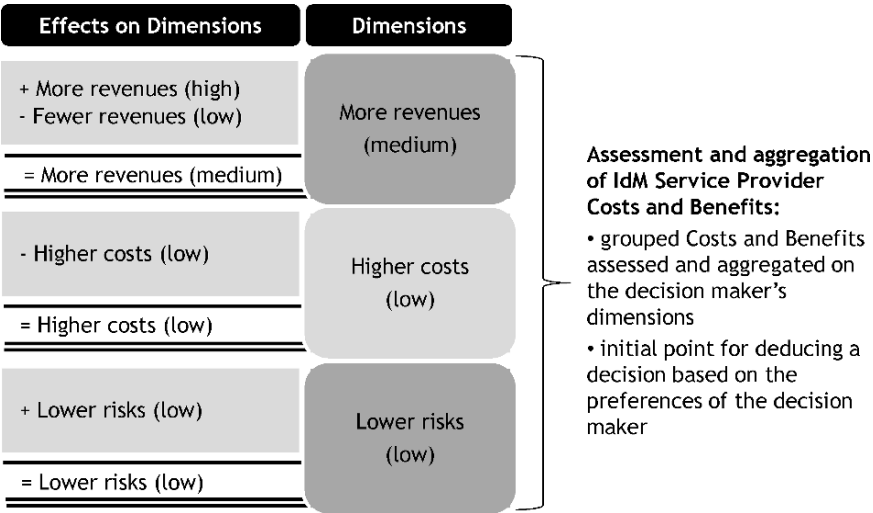 Effects on Dimensions
Dimensions
+ More revenues (high)
- Fewer revenues (low)
= More revenues (medium)
More revenues
(medium)
- Higher costs (low)
= Higher costs (low)
Higher costs
(low)
+ Lower risks (low)
= Lower risks (low)
Lower risks
(low)
Assessment and aggregation
of IdM Service Provider
Costs and Benefits:
• grouped Costs and Benefits
assessed and aggregated on
the decision maker’s
dimensions
• initial point for deducing a
decision based on the
preferences of the decision
maker